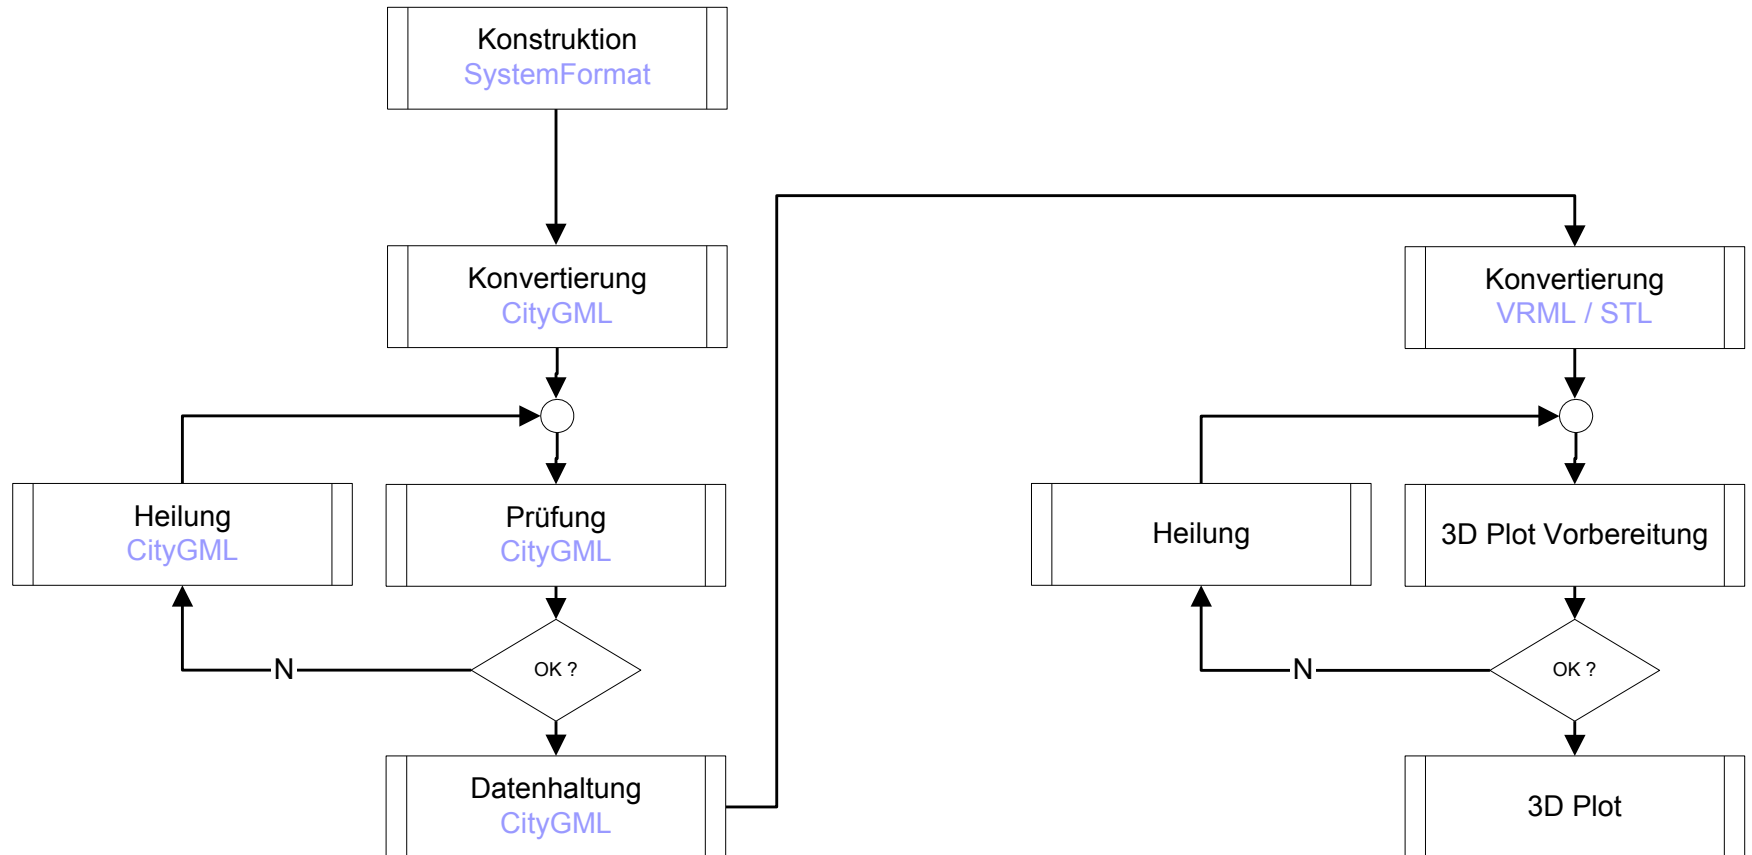 Konstruktion
SystemFormat
Konvertierung
CityGML
Heilung
CityGML
Prüfung
CityGML
N
OK ?
Datenhaltung
CityGML
Konvertierung
VRML / STL
Heilung
3D Plot Vorbereitung
N
OK ?
3D Plot